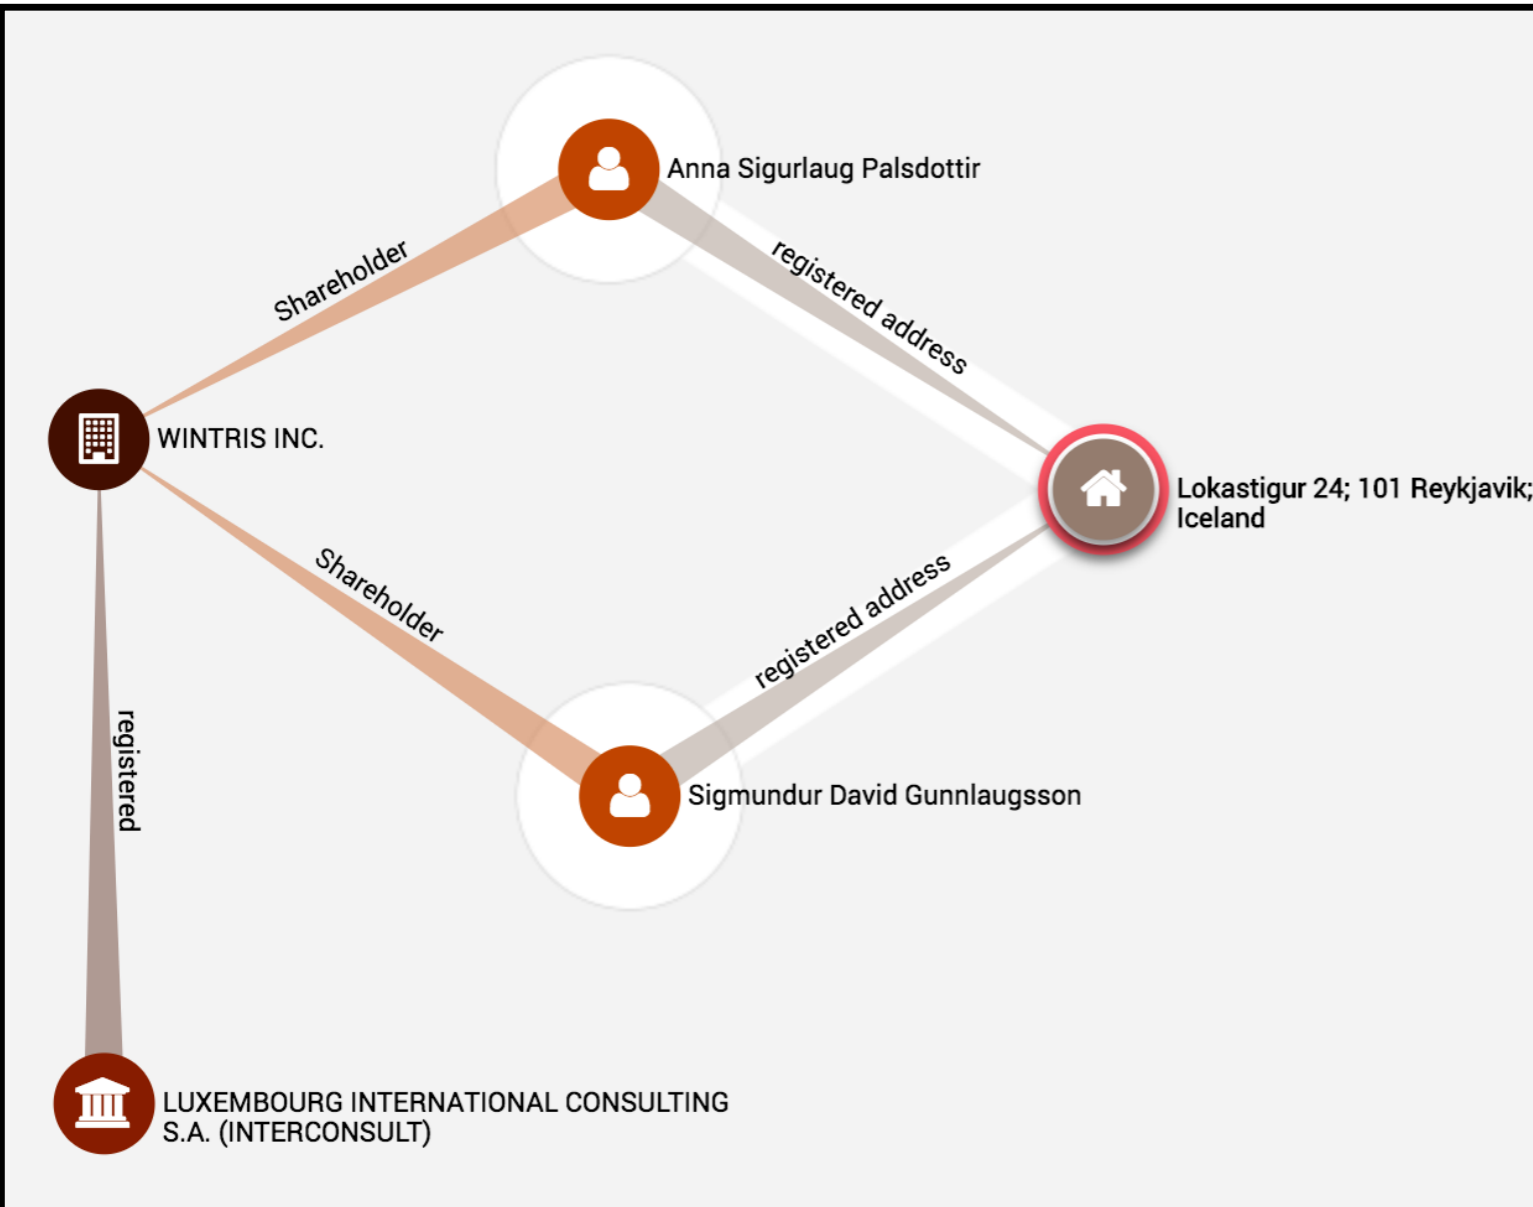 Anna Sigurlaug Palsdottir
registered address
Shareholder
WINTRIS INC.
Lokastigur 24; 101 Reykjavik;
Iceland
Shareholder
registered address
registered
Sigmundur David Gunnlaugsson
LUXEMBOURG INTERNATIONAL CONSULTING
S.A. (INTERCONSULT)